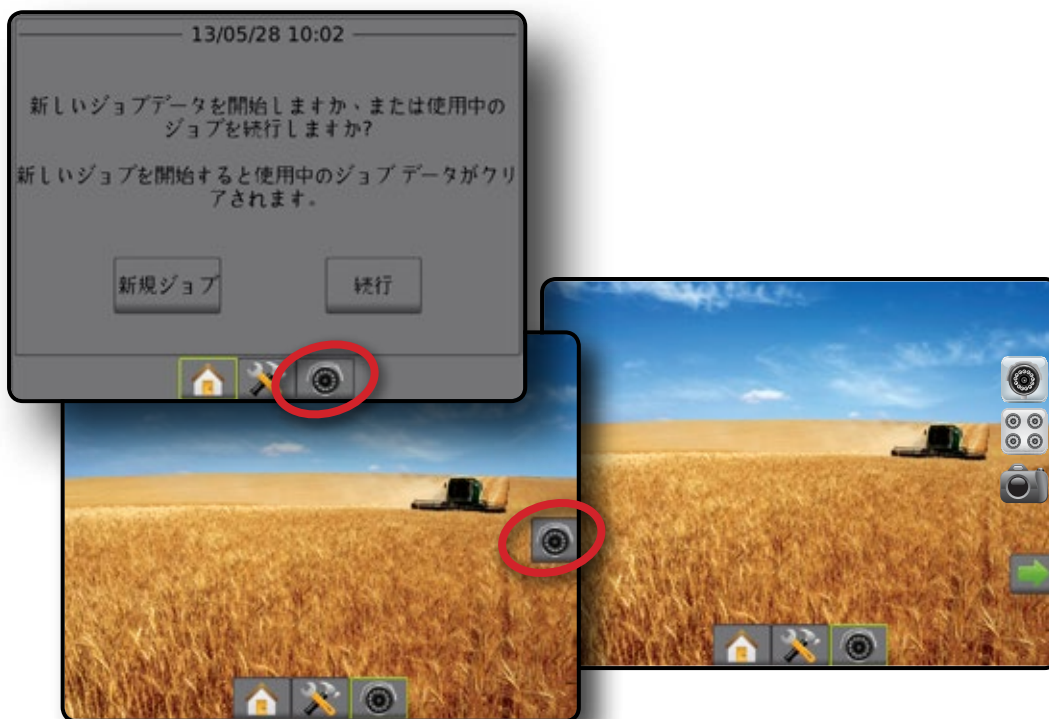 13/05/28 10:02
新しいジョブデータを開始しますか、または使用中の
ジョブを続行しますか?
新しいジョブを開始すると使用中のジョブ データがクリ
アされます。
新規ジョブ
続行